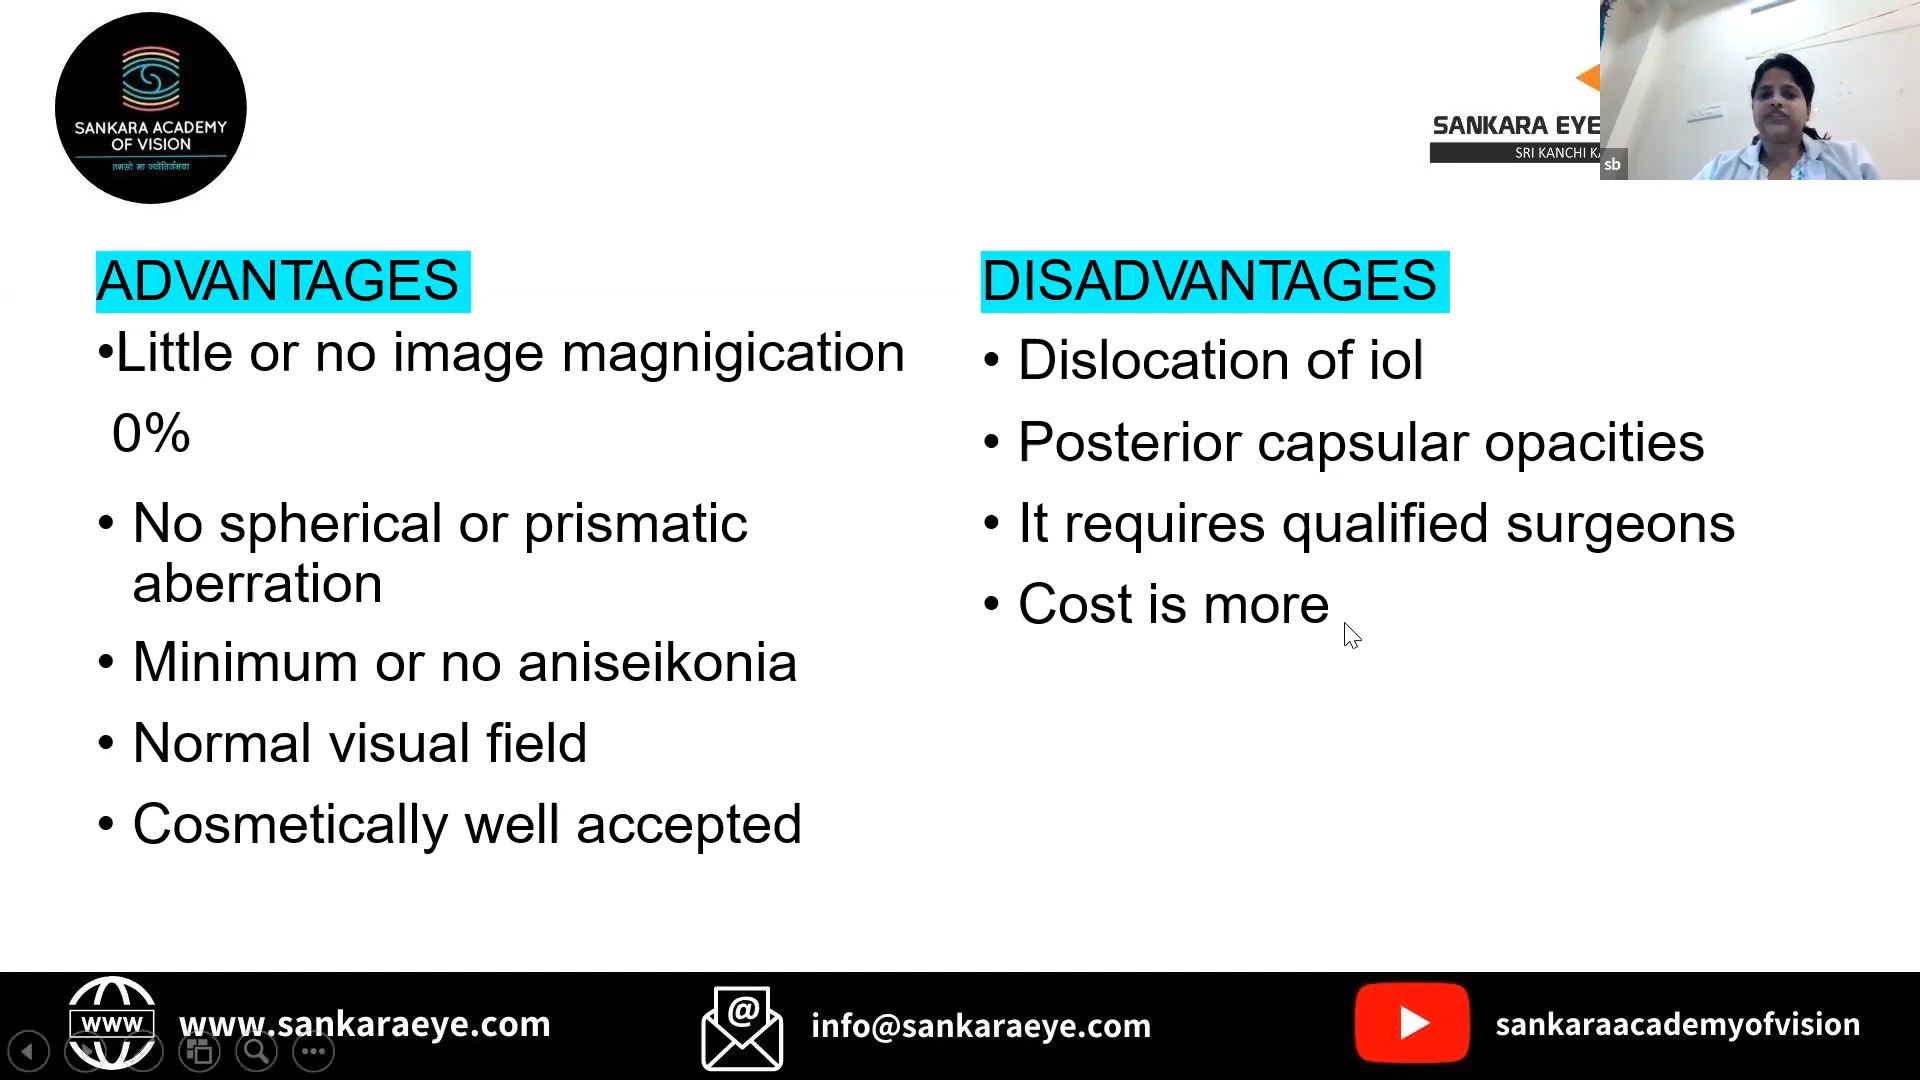 SANKARA ACADEMY
OF VISION
तमसो मा ज्योतिर्गमया
SANKARA EYE
SRI KANCHI
sb
ADVANTAGES
•Little or no image magnigication
0%
• No spherical or prismatic
aberration
• Minimum or no aniseikonia
• Normal visual field
• Cosmetically well accepted
DISADVANTAGES
• Dislocation of iol
• Posterior capsular opacities
• It requires qualified surgeons
• Cost is more
www
www.sankaraeye.com
@
info@sankaraeye.com
sankaraacademyofvision